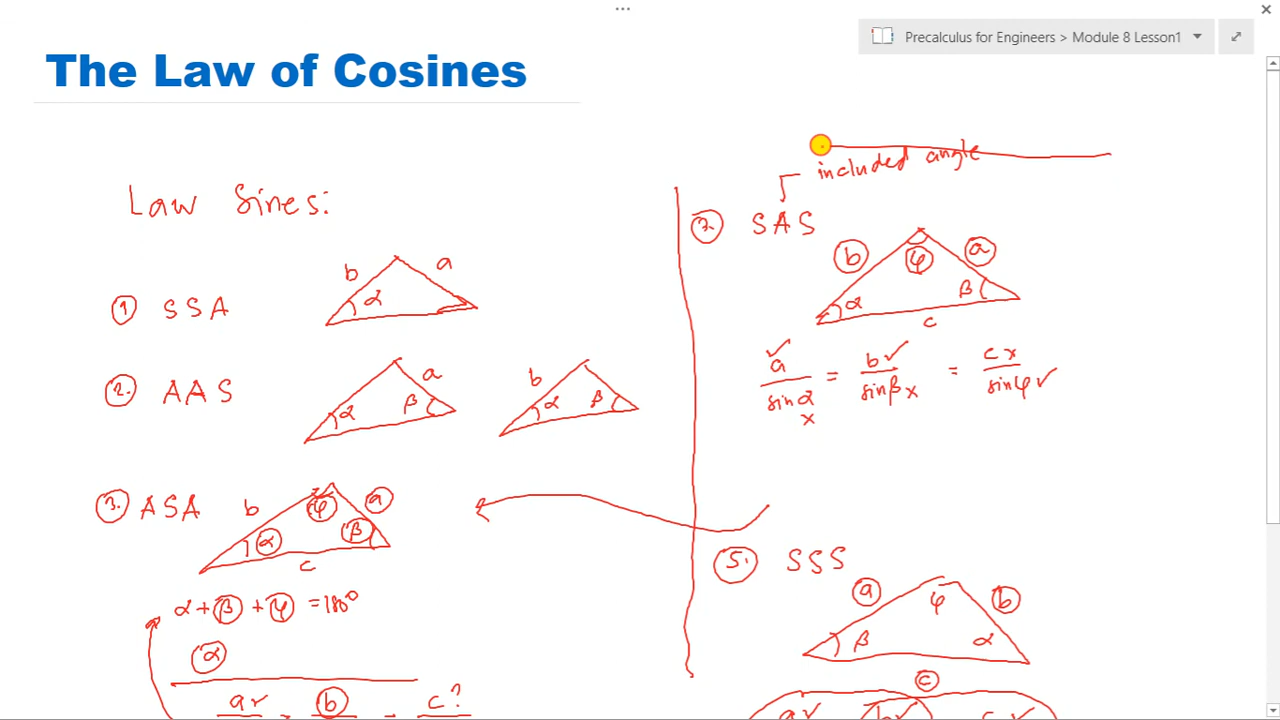 ...
Precalculus for Engineers > Module 8 Lesson1
The Law of Cosines
Law Sines:
① SSA
b a
α
②. AAS
a
α β
b
α β
③. ASA
b φ a
α β
c
α + β + φ = 180°
α
a✓ b c?
included angle
③. SAS
b φ a
α β
c
a✓ / sin α x = b✓ / sin β x = c x / sin φ ✓
⑤. SSS
a φ b
β α
c
a✓ b✓ c✓